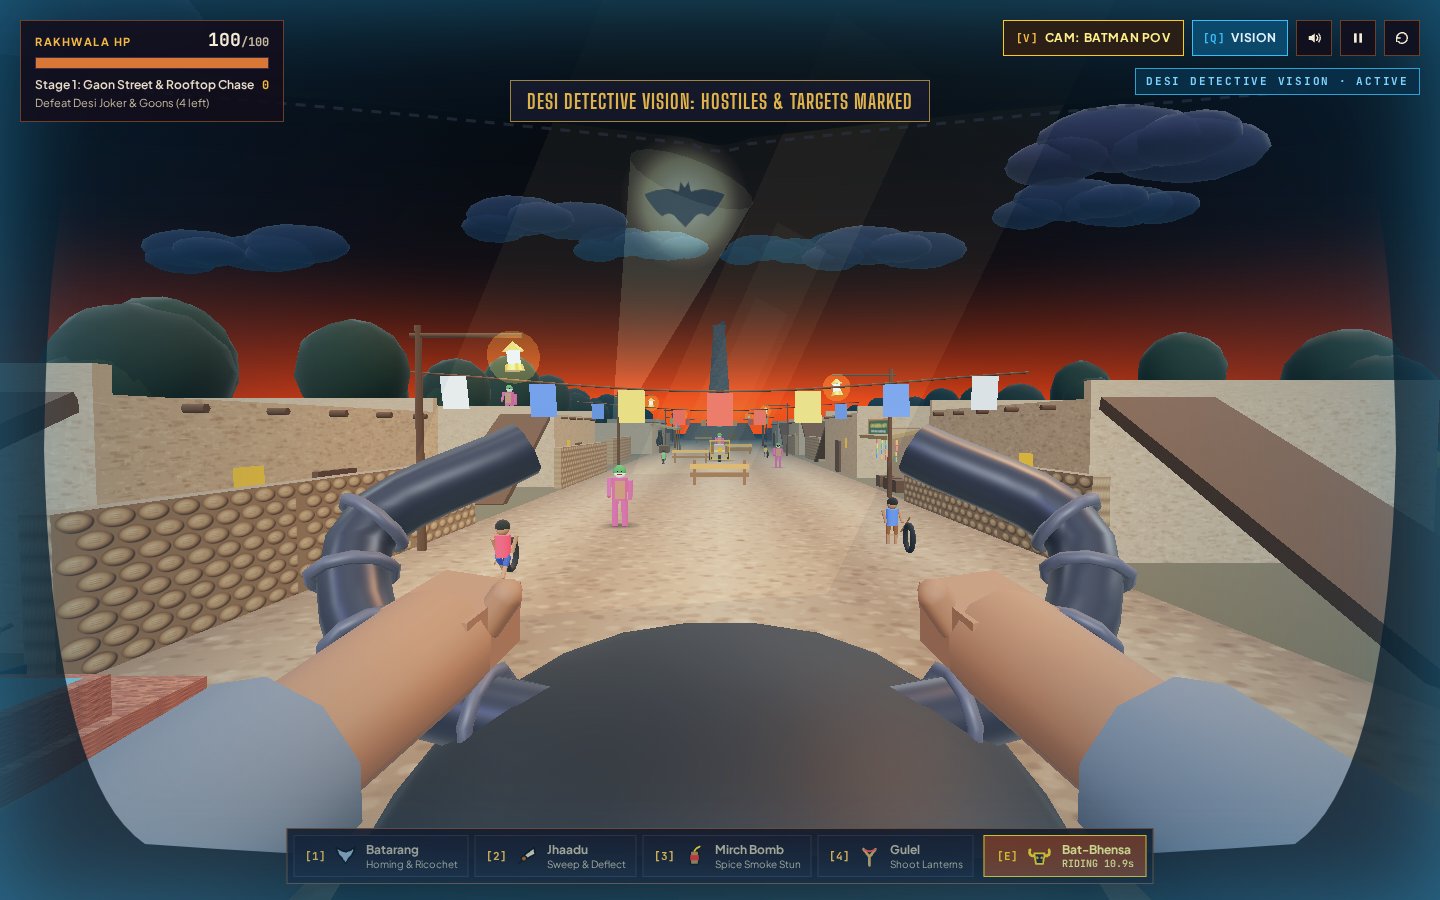 RAKHWALA HP 100/100
Stage 1: Gaon Street & Rooftop Chase 0
Defeat Desi Joker & Goons (4 left)
[V] CAM: BATMAN POV
[Q] VISION
DESI DETECTIVE VISION · ACTIVE
DESI DETECTIVE VISION: HOSTILES & TARGETS MARKED
[1] Batarang
Homing & Ricochet
[2] Jhaadu
Sweep & Deflect
[3] Mirch Bomb
Spice Smoke Stun
[4] Gulel
Shoot Lanterns
[E] Bat-Bhensa
RIDING 10.9s